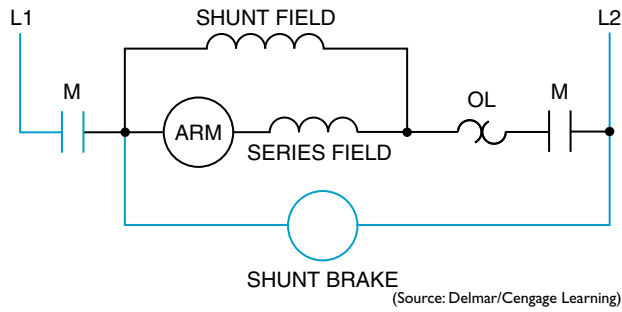 L1
SHUNT FIELD
L2
M
OL
M
ARM
SERIES FIELD
SHUNT BRAKE
(Source: Delmar/Cengage Learning)